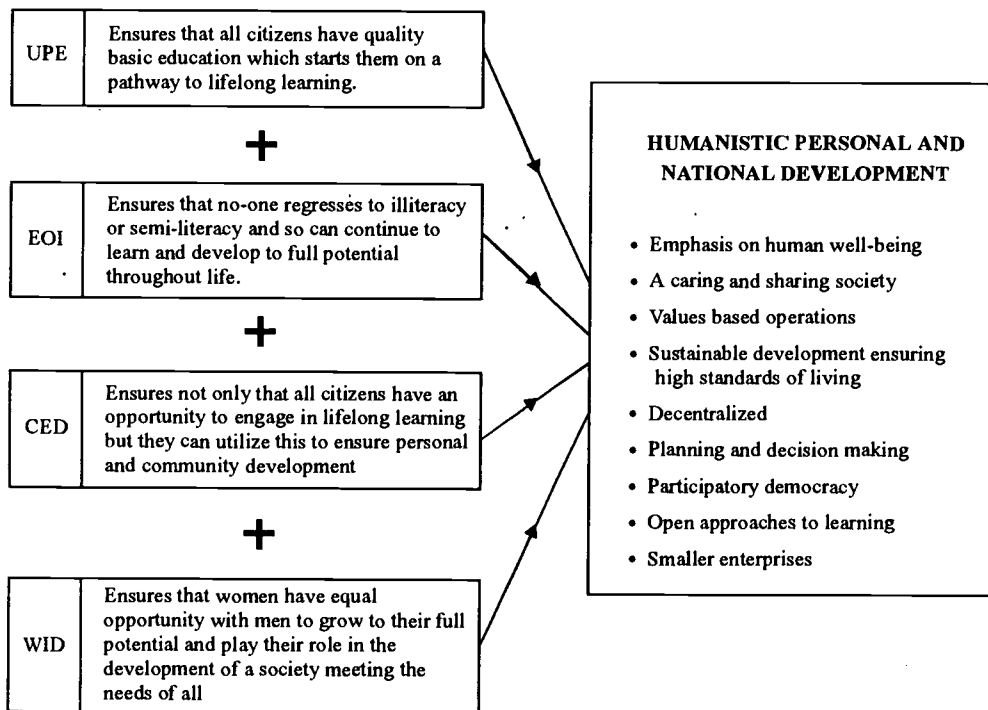 UPE
Ensures that all citizens have quality
basic education which starts them on a
pathway to lifelong learning.
+
EOI
Ensures that no-one regresses to illiteracy
or semi-literacy and so can continue to
learn and develop to full potential
throughout life.
+
CED
Ensures not only that all citizens have an
opportunity to engage in lifelong learning
but they can utilize this to ensure personal
and community development
+
WID
Ensures that women have equal
opportunity with men to grow to their full
potential and play their role in the
development of a society meeting the
needs of all
HUMANISTIC PERSONAL AND
NATIONAL DEVELOPMENT
• Emphasis on human well-being
• A caring and sharing society
• Values based operations
• Sustainable development ensuring
high standards of living
• Decentralized
• Planning and decision making
• Participatory democracy
• Open approaches to learning
• Smaller enterprises